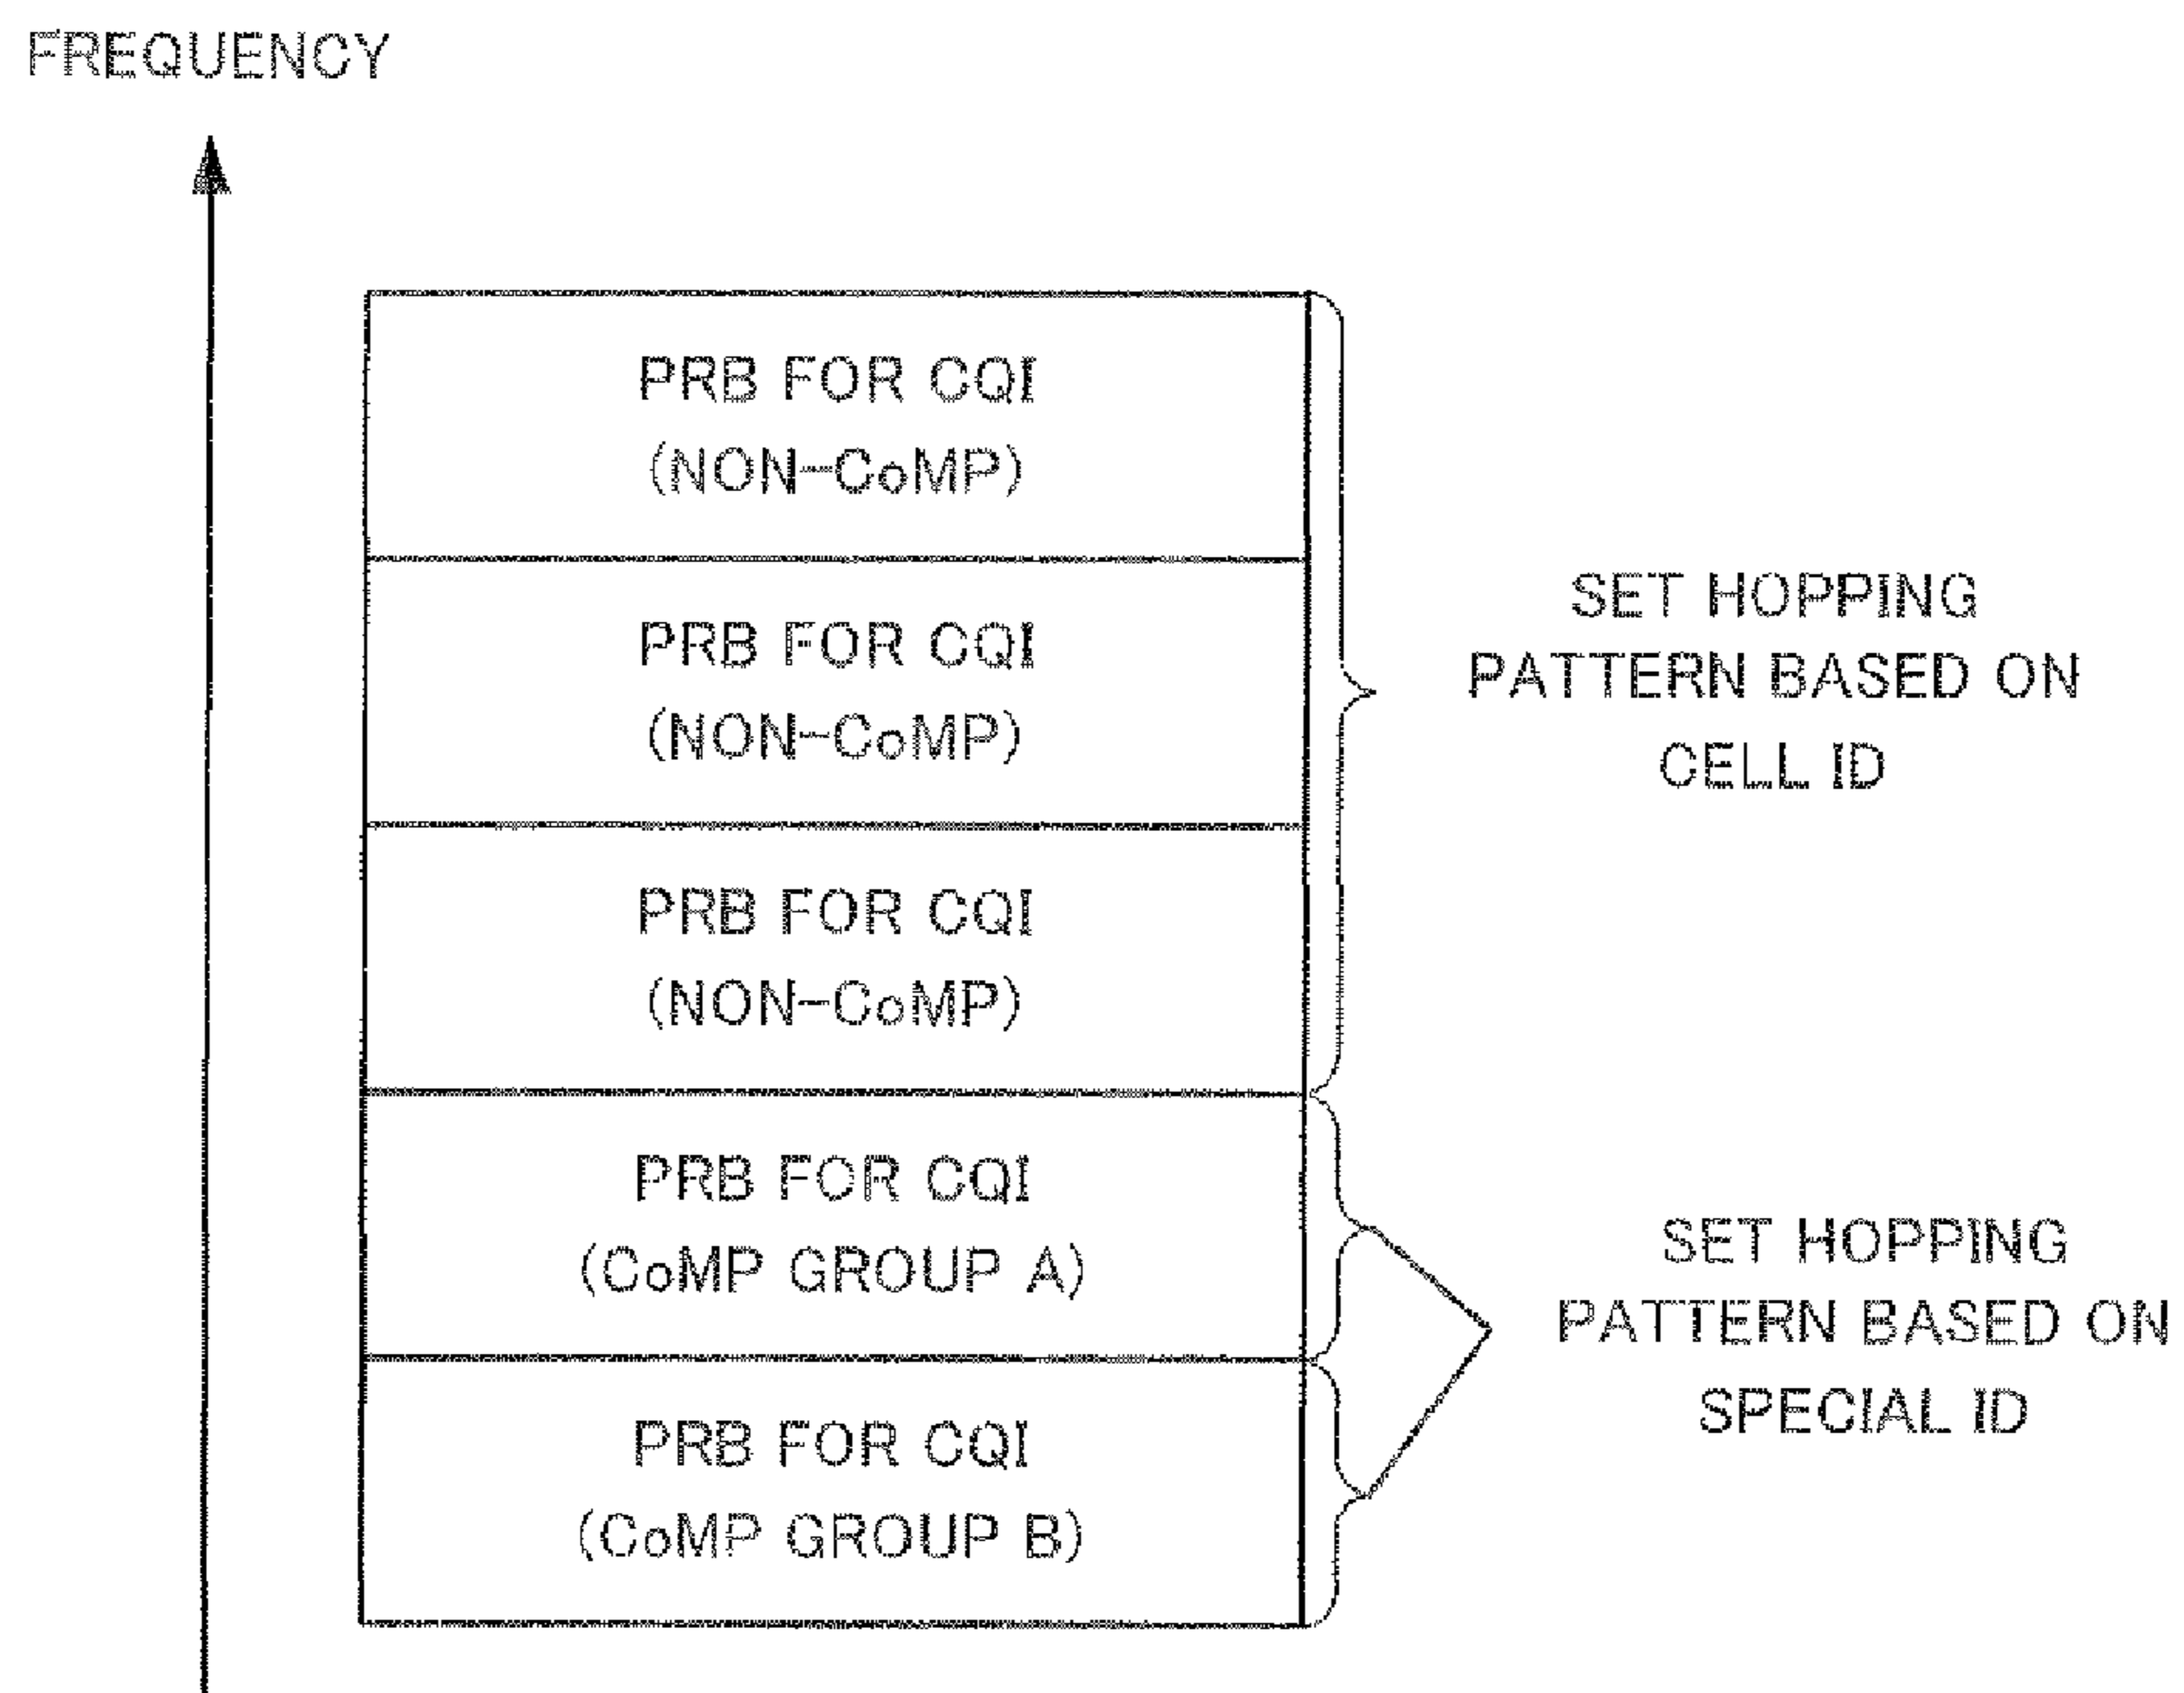 FREQUENCY
PRB FOR CQI
(NON-CoMP)
PRB FOR CQI
(NON-CoMP)
PRB FOR CQI
(NON-CoMP)
SET HOPPING
PATTERN BASED ON
CELL ID
PRB FOR CQI
(CoMP GROUP A)
PRB FOR CQI
(CoMP GROUP B)
SET HOPPING
PATTERN BASED ON
SPECIAL ID